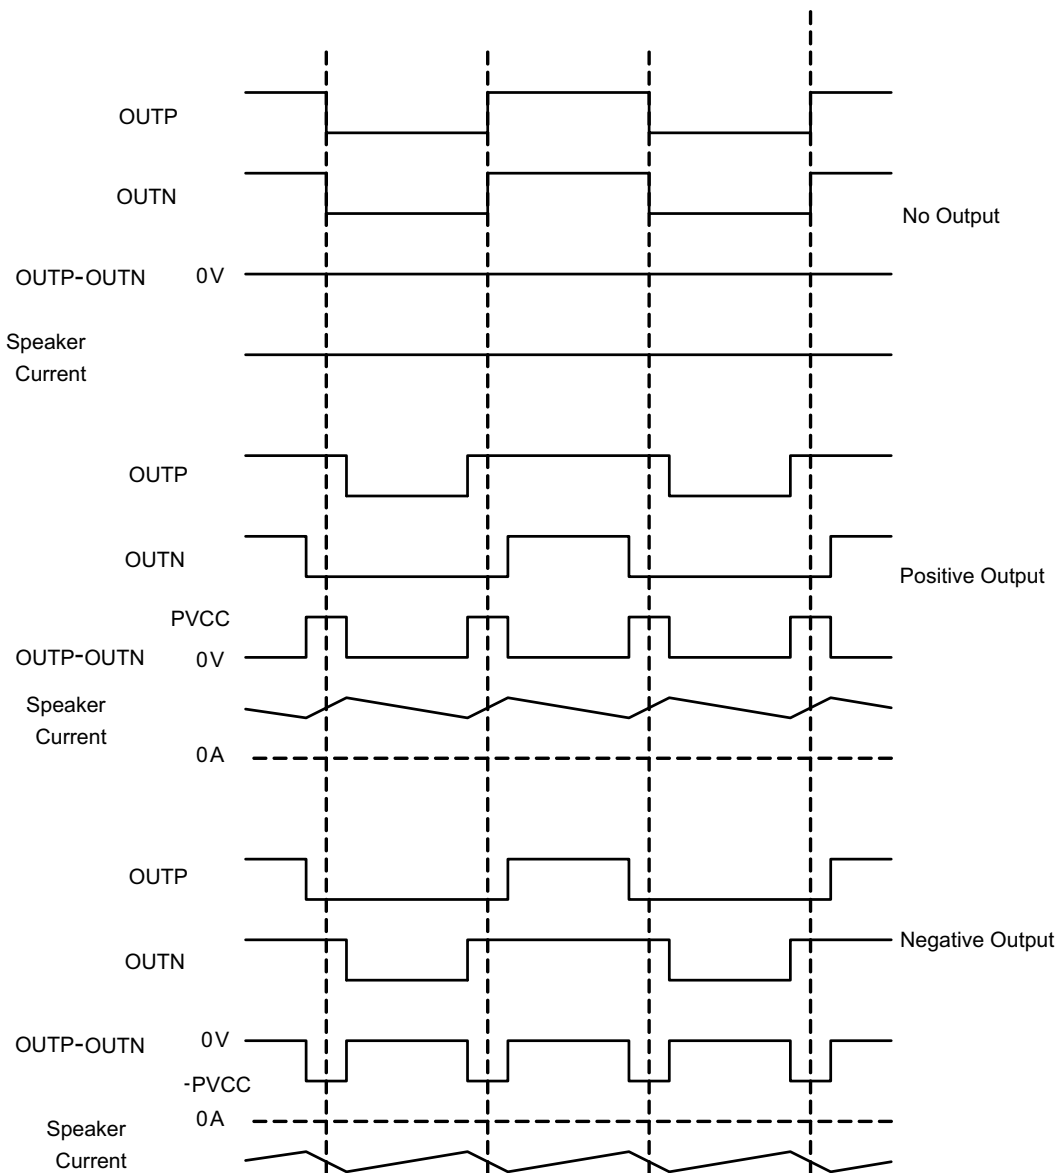 OUTP
OUTN
No Output
OUTP-OUTN 0V
Speaker
Current
OUTP
OUTN
Positive Output
PVCC
OUTP-OUTN 0V
Speaker
Current
0A
OUTP
OUTN
Negative Output
OUTP-OUTN 0V
-PVCC
0A
Speaker
Current